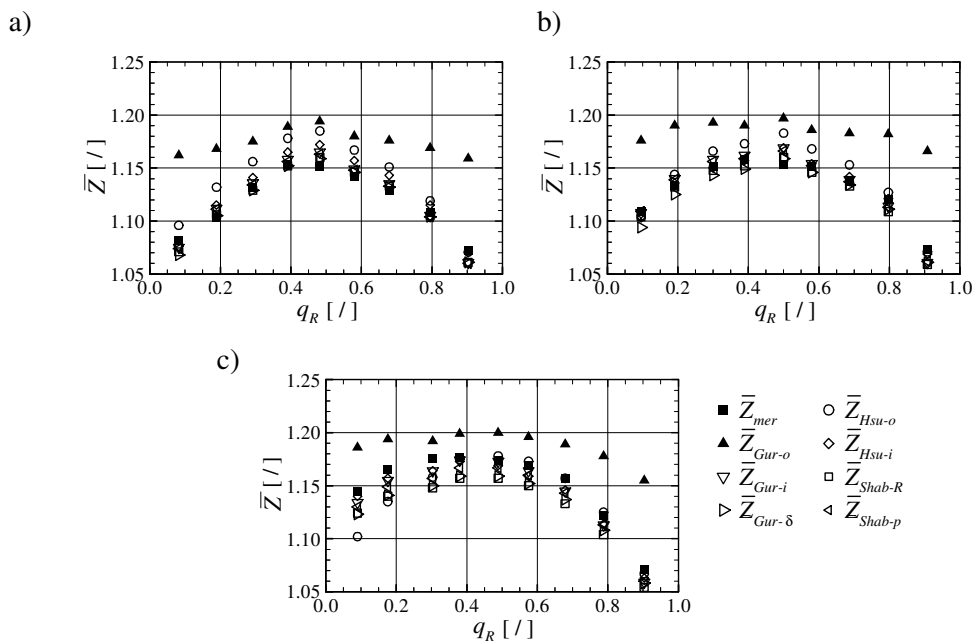 a)
1.25
1.20
1.15
1.10
1.05
Z̅ [ / ]
0.0 0.2 0.4 0.6 0.8 1.0
q_R [ / ]
b)
1.25
1.20
1.15
1.10
1.05
Z̅ [ / ]
0.0 0.2 0.4 0.6 0.8 1.0
q_R [ / ]
c)
1.25
1.20
1.15
1.10
1.05
Z̅ [ / ]
0.0 0.2 0.4 0.6 0.8 1.0
q_R [ / ]
Z̅_mer
Z̅_Gur-o
Z̅_Gur-i
Z̅_Gur-δ
Z̅_Hsu-o
Z̅_Hsu-i
Z̅_Shab-R
Z̅_Shab-p